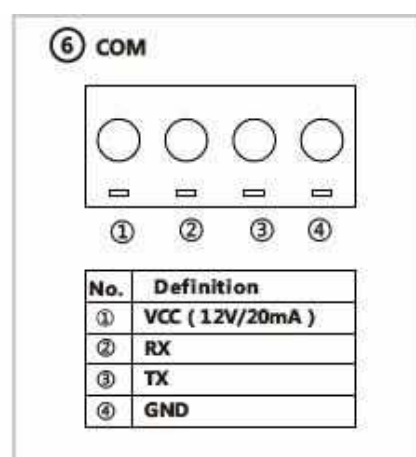 ⑥ COM
① ② ③ ④
No. Definition
① VCC ( 12V/20mA )
② RX
③ TX
④ GND